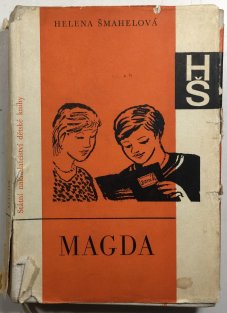 HELENA ŠMAHELOVÁ
HŠ
Státní nakladatelství dětské knihy
MAGDA